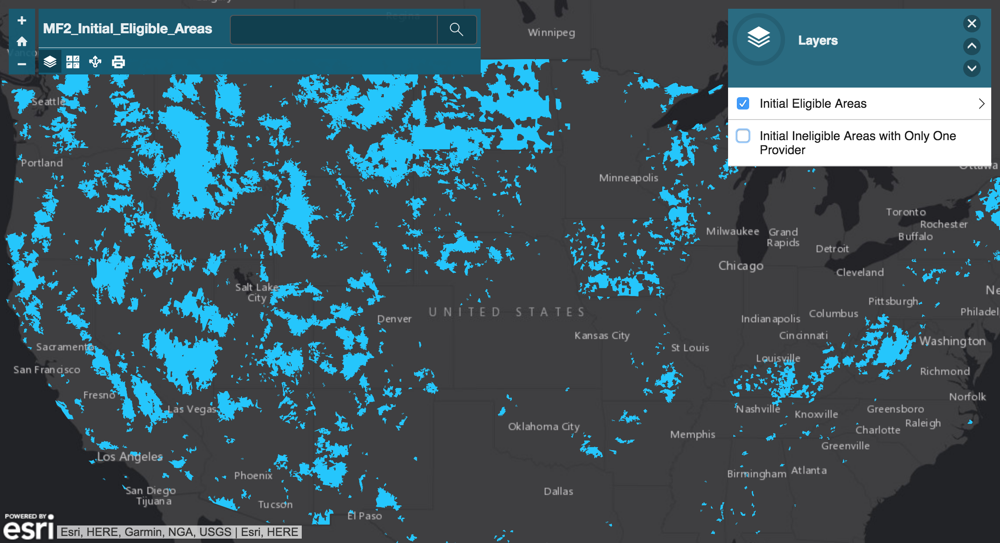 MF2_Initial_Eligible_Areas
Regina
Winnipeg
Layers
Initial Eligible Areas
Initial Ineligible Areas with Only One
Provider
Seattle
Portland
Minneapolis
Ottawa
Toronto
Rochester
Milwaukee
Grand
Rapids
Buffalo
Detroit
Chicago
Cleveland
Salt Lake
City
Pittsburgh
UNITED STATES
Denver
Indianapolis
Columbus
Philadel
Kansas City
Cincinnati
Washington
Sacramento
St Louis
Louisville
San Francisco
Richmond
Fresno
Norfolk
Las Vegas
Nashville
Knoxville
Greensboro
Raleigh
Oklahoma City
Charlotte
Memphis
Greenville
Los Angeles
Phoenix
Birmingham
Atlanta
San Diego
Tijuana
Dallas
Tucson
El Paso
POWERED BY
esri
Esri, HERE, Garmin, NGA, USGS | Esri, HERE